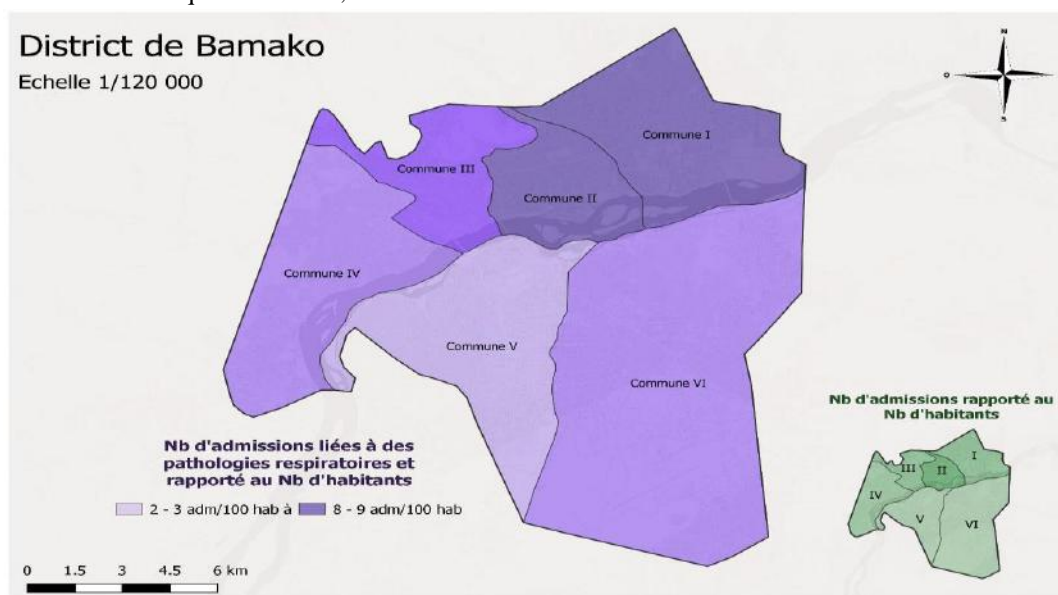 District de Bamako
Echelle 1/120 000
N
O
S
Commune I
Commune III
Commune II
Commune IV
Commune V
Commune VI
Nb d'admissions liées à des
pathologies respiratoires et
rapporté au Nb d'habitants
2 - 3 adm/100 hab à 8 - 9 adm/100 hab
0 1.5 3 4.5 6 km
Nb d'admissions rapporté au
Nb d'habitants
I
III
II
IV
V
VI